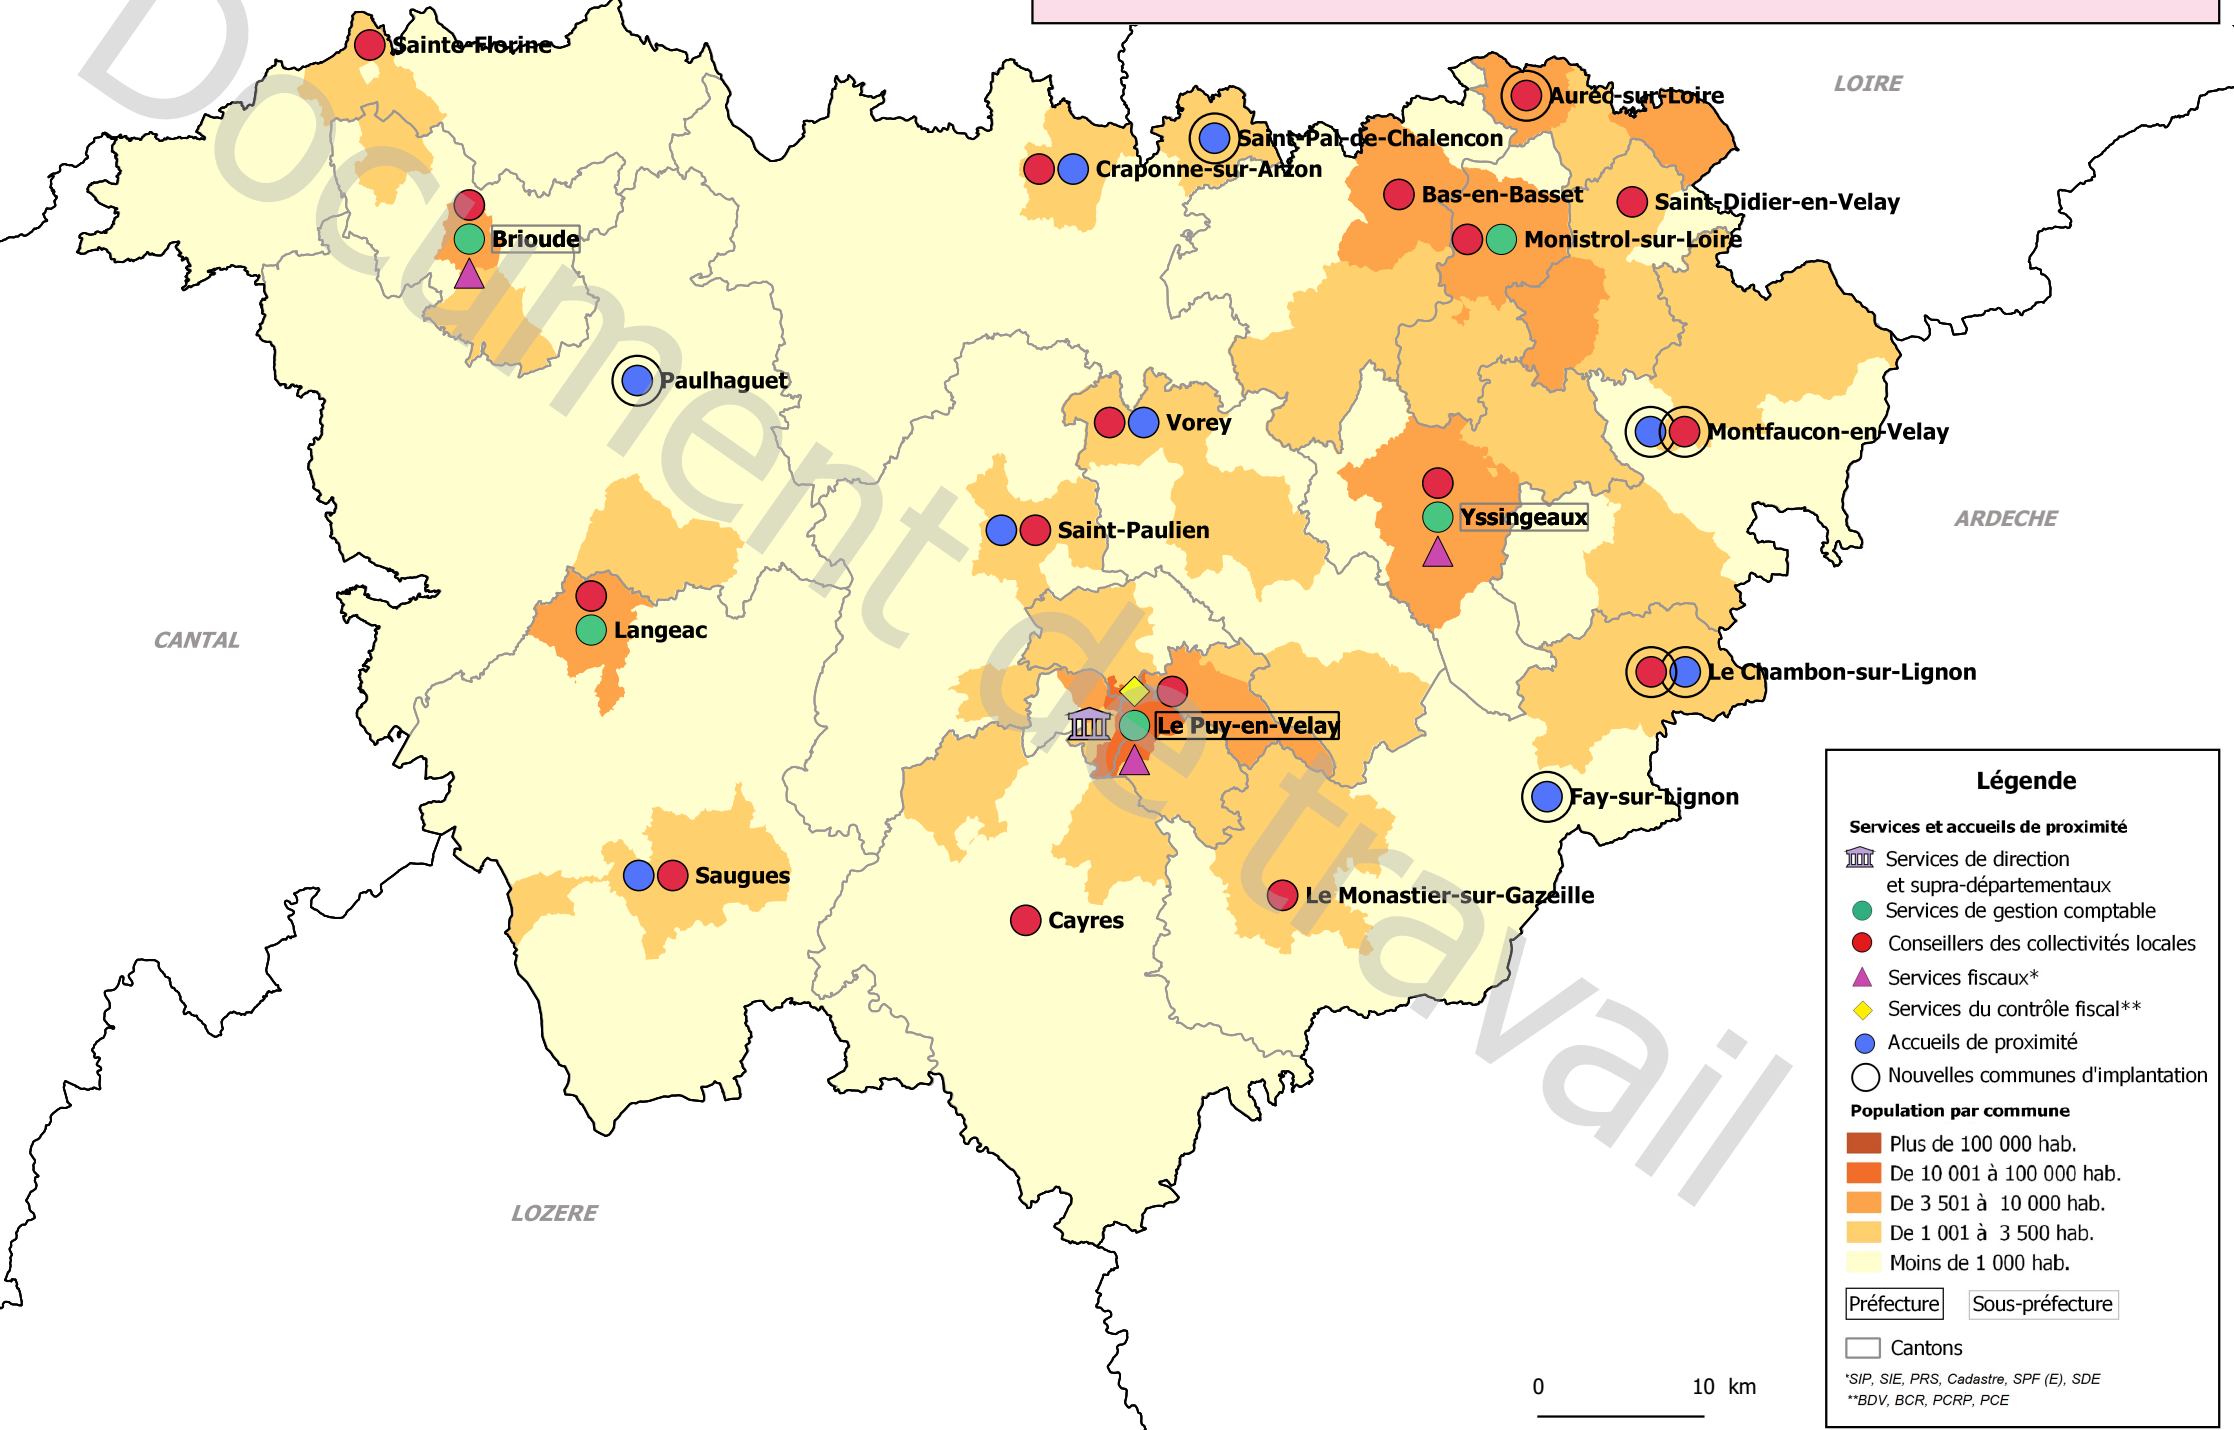 Sainte-Florine
LOIRE
Aurec-sur-Loire
Saint-Pal-de-Chalencon
Craponne-sur-Arzon
Bas-en-Basset
Saint-Didier-en-Velay
Brioude
Monistrol-sur-Loire
Paulhaguet
Vorey
Montfaucon-en-Velay
Yssingeaux
ARDECHE
Saint-Paulien
Langeac
CANTAL
Le Chambon-sur-Lignon
Le Puy-en-Velay
Fay-sur-Lignon
Saugues
Le Monastier-sur-Gazeille
Cayres
LOZERE
Document de travail
Légende
Services et accueils de proximité
Services de direction
et supra-départementaux
Services de gestion comptable
Conseillers des collectivités locales
Services fiscaux*
Services du contrôle fiscal**
Accueils de proximité
Nouvelles communes d'implantation
Population par commune
Plus de 100 000 hab.
De 10 001 à 100 000 hab.
De 3 501 à 10 000 hab.
De 1 001 à 3 500 hab.
Moins de 1 000 hab.
Préfecture Sous-préfecture
Cantons
*SIP, SIE, PRS, Cadastre, SPF (E), SDE
**BDV, BCR, PCRP, PCE
0 10 km